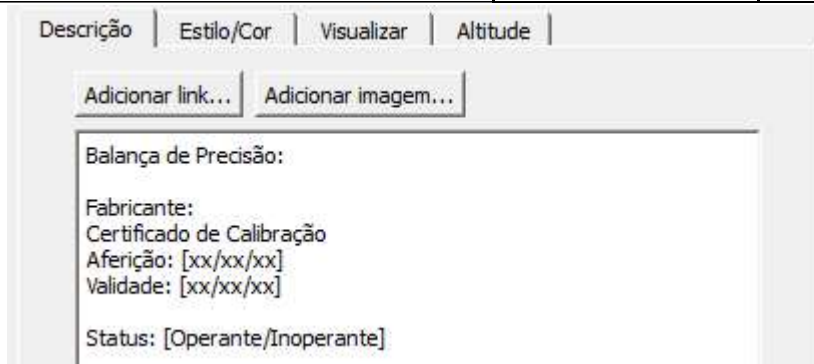 Descrição | Estilo/Cor | Visualizar | Altitude |
Adicionar link... Adicionar imagem...
Balança de Precisão:
Fabricante:
Certificado de Calibração
Aferição: [xx/xx/xx]
Validade: [xx/xx/xx]
Status: [Operante/Inoperante]